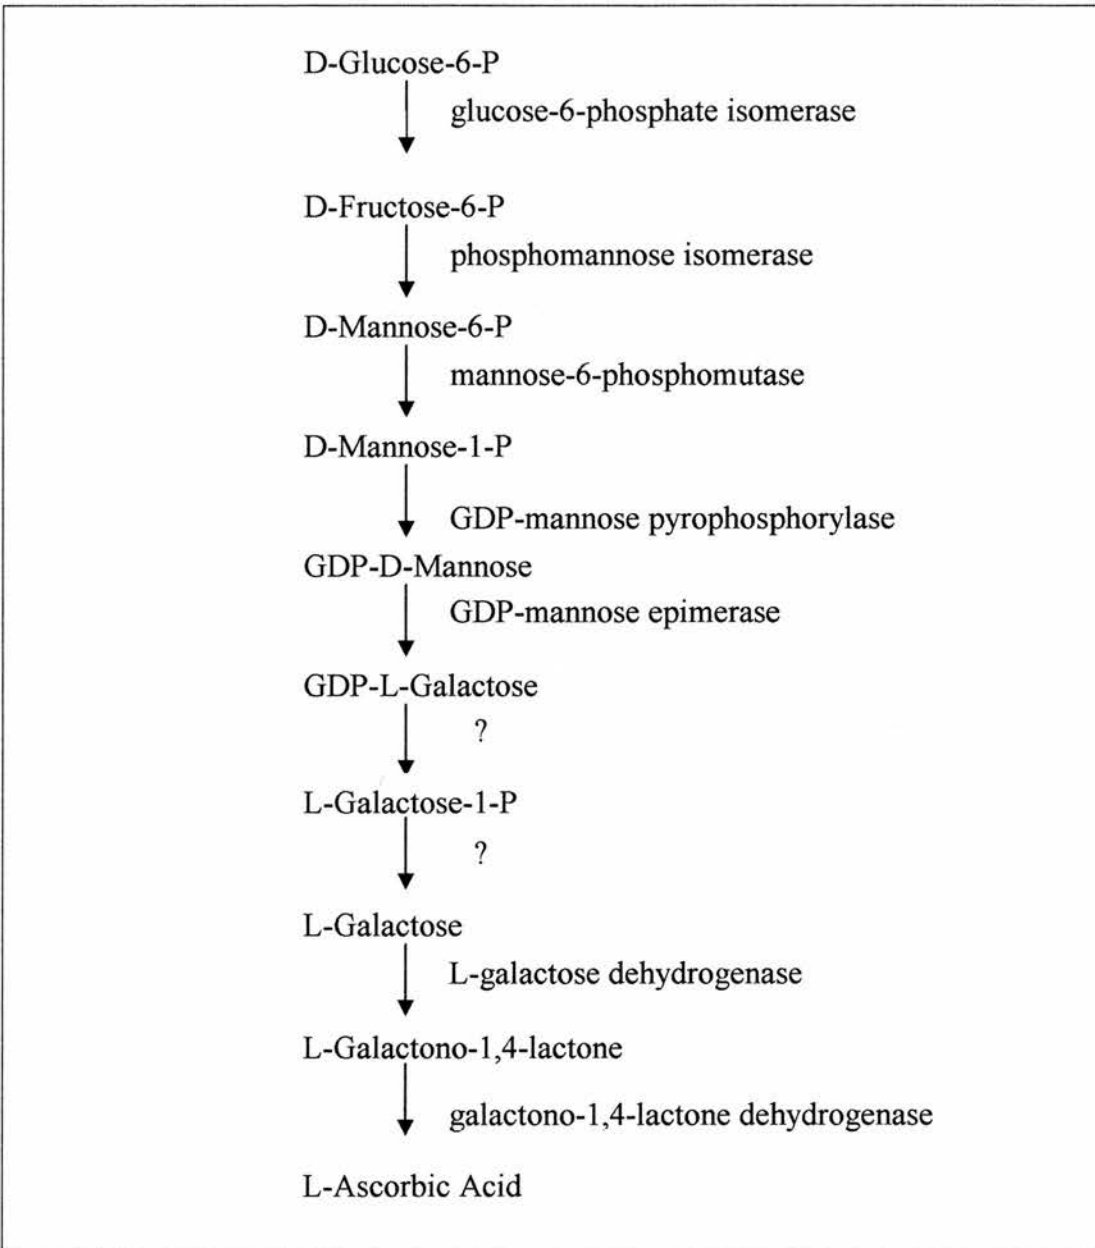 D-Glucose-6-P
glucose-6-phosphate isomerase
D-Fructose-6-P
phosphomannose isomerase
D-Mannose-6-P
mannose-6-phosphomutase
D-Mannose-1-P
GDP-mannose pyrophosphorylase
GDP-D-Mannose
GDP-mannose epimerase
GDP-L-Galactose
?
L-Galactose-1-P
?
L-Galactose
L-galactose dehydrogenase
L-Galactono-1,4-lactone
galactono-1,4-lactone dehydrogenase
L-Ascorbic Acid